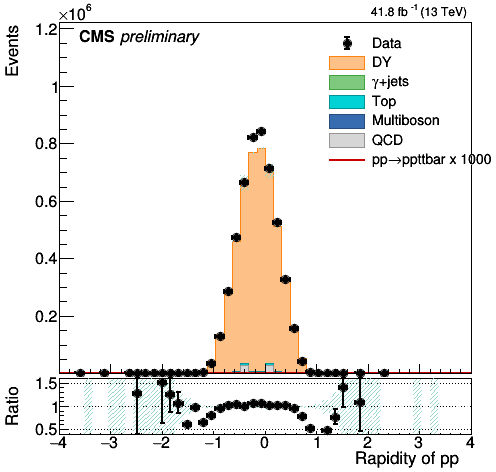 41.8 fb⁻¹ (13 TeV)
×10⁶
CMS preliminary
Events
1.2
1
0.8
0.6
0.4
0.2
Data
DY
γ+jets
Top
Multiboson
QCD
pp→ppttbar x 1000
Ratio
1.5
1
0.5
−4 −3 −2 −1 0 1 2 3 4
Rapidity of pp